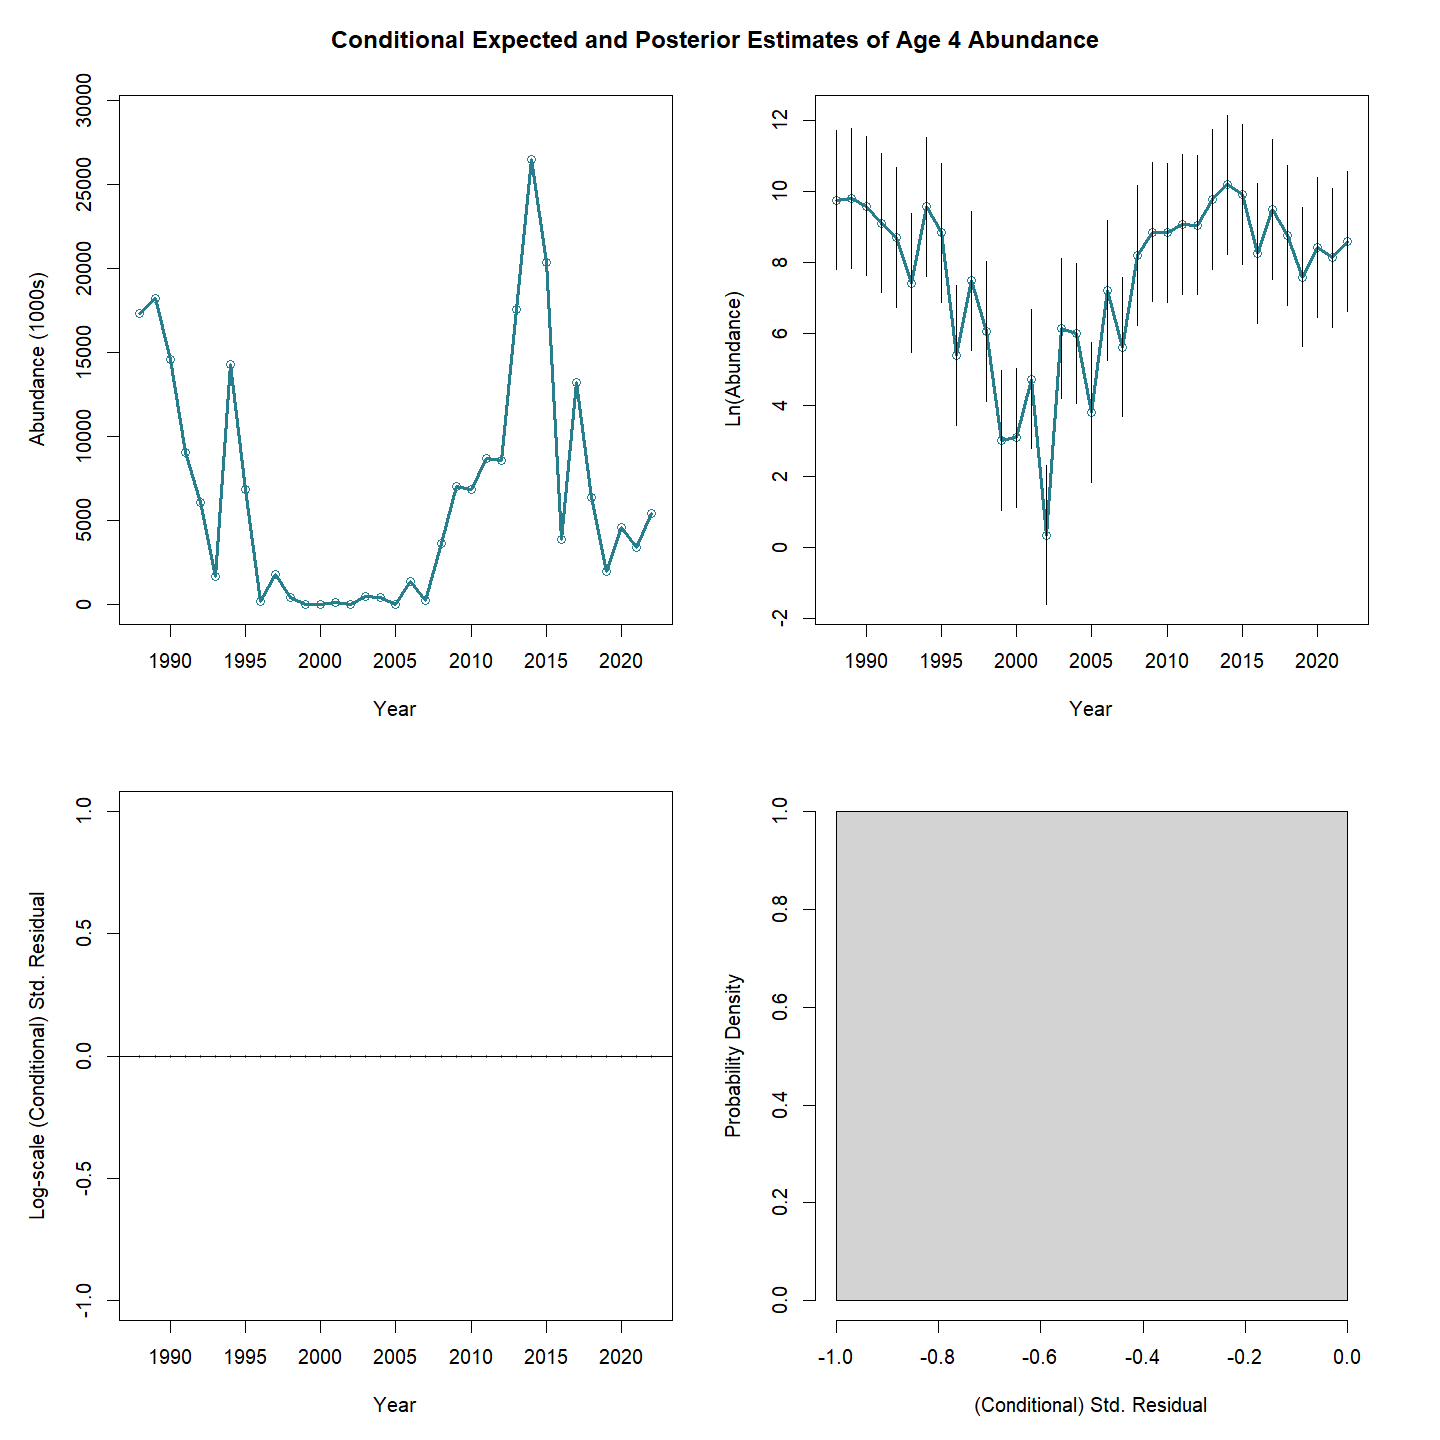 Conditional Expected and Posterior Estimates of Age 4 Abundance
Abundance (1000s)
30000
25000
20000
15000
10000
5000
0
1990 1995 2000 2005 2010 2015 2020
Year
Ln(Abundance)
12
10
8
6
4
2
0
-2
1990 1995 2000 2005 2010 2015 2020
Year
Log-scale (Conditional) Std. Residual
1.0
0.5
0.0
-0.5
-1.0
1990 1995 2000 2005 2010 2015 2020
Year
Probability Density
1.0
0.8
0.6
0.4
0.2
0.0
-1.0 -0.8 -0.6 -0.4 -0.2 0.0
(Conditional) Std. Residual